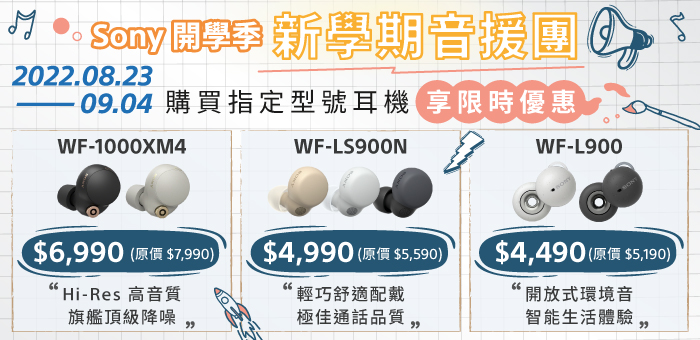 Sony 開學季 新學期音援團
2022.08.23
09.04 購買指定型號耳機 享限時優惠
WF-1000XM4
$6,990 (原價 $7,990)
“Hi-Res 高音質
旗艦頂級降噪”
WF-LS900N
$4,990 (原價 $5,590)
“輕巧舒適配戴
極佳通話品質”
WF-L900
$4,490 (原價 $5,190)
“開放式環境音
智能生活體驗”